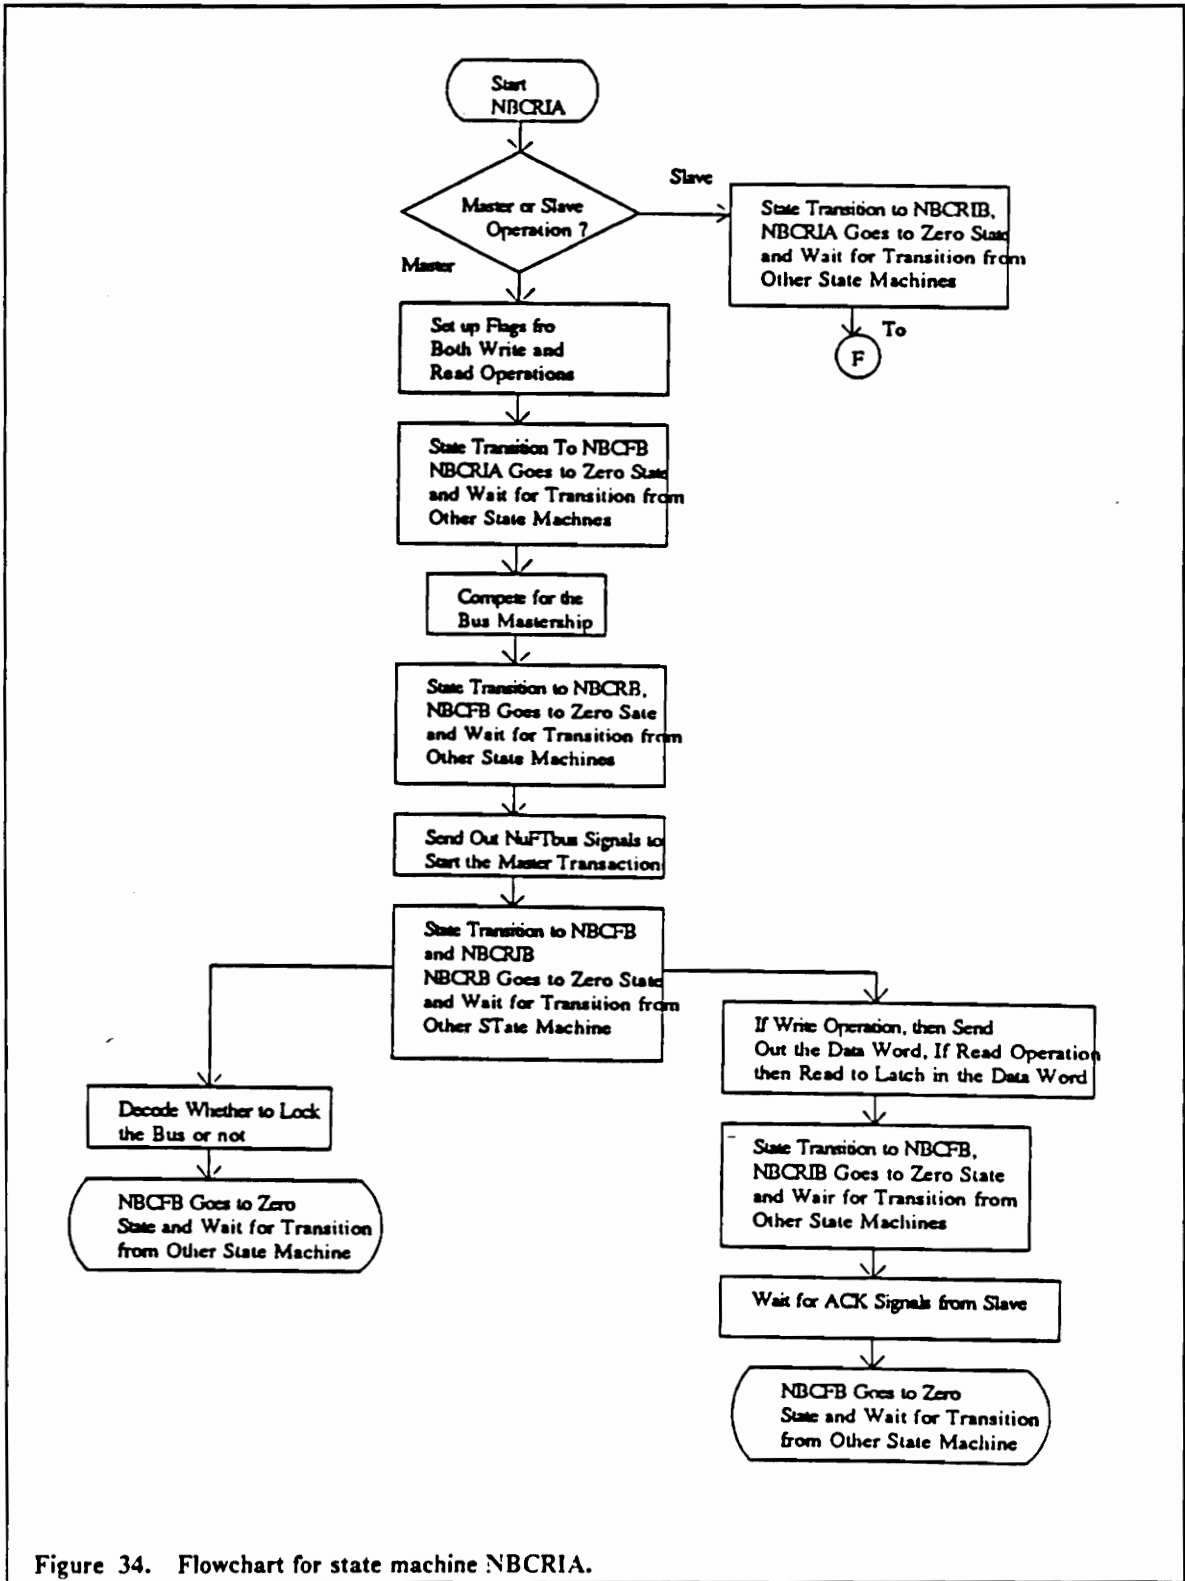 Start
NBCRIA
Master or Slave
Operation ?
Slave
State Transition to NBCRIB,
NBCRIA Goes to Zero State
and Wait for Transition from
Other State Machines
To
F
Master
Set up Flags fro
Both Write and
Read Operations
State Transition To NBCFB
NBCRIA Goes to Zero State
and Wait for Transition from
Other State Machnes
Compete for the
Bus Mastership
State Transition to NBCRB,
NBCFB Goes to Zero Sate
and Wait for Transition from
Other State Machines
Send Out NuFTbus Signals to
Start the Master Transaction
State Transition to NBCFB
and NBCRIB
NBCRB Goes to Zero State
and Wait for Transition from
Other STate Machine
Decode Whether to Lock
the Bus or not
NBCFB Goes to Zero
State and Wait for Transition
from Other State Machine
If Write Operation, then Send
Out the Data Word, If Read Operation
then Read to Latch in the Data Word
State Transition to NBCFB,
NBCRIB Goes to Zero State
and Wair for Transition from
Other State Machines
Wait for ACK Signals from Slave
NBCFB Goes to Zero
State and Wait for Transition
from Other State Machine
Figure 34. Flowchart for state machine NBCRIA.